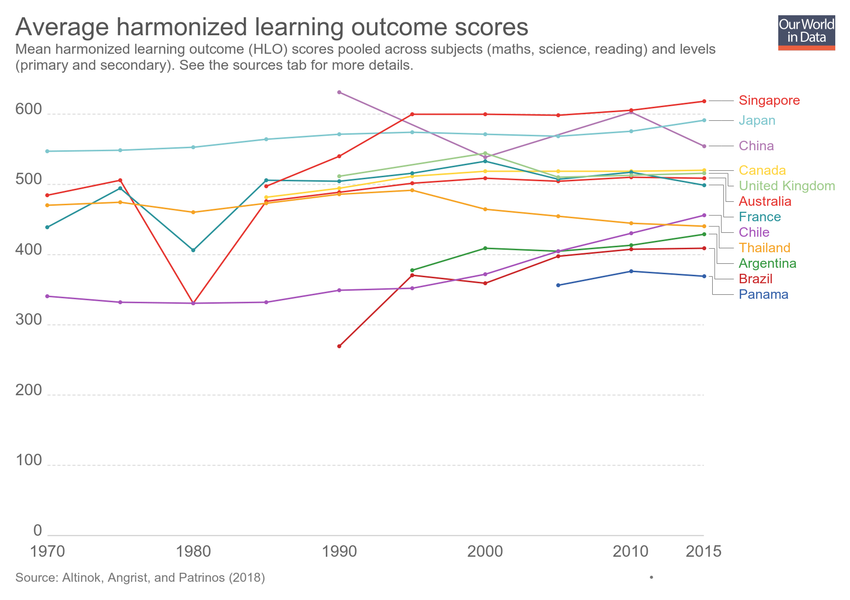 Average harmonized learning outcome scores
Our World
in Data
Mean harmonized learning outcome (HLO) scores pooled across subjects (maths, science, reading) and levels
(primary and secondary). See the sources tab for more details.
600
500
400
300
200
100
0
1970
1980
1990
2000
2010
2015
Singapore
Japan
China
Canada
United Kingdom
Australia
France
Chile
Thailand
Argentina
Brazil
Panama
Source: Altinok, Angrist, and Patrinos (2018)